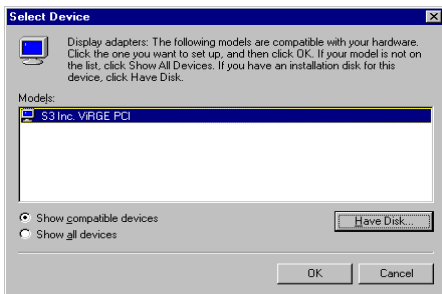 Select Device
Display adapters: The following models are compatible with your hardware.
Click the one you want to set up, and then click OK. If your model is not on
the list, click Show All Devices. If you have an installation disk for this
device, click Have Disk.
Models:
S3 Inc. ViRGE PCI
Show compatible devices
Have Disk...
Show all devices
OK
Cancel